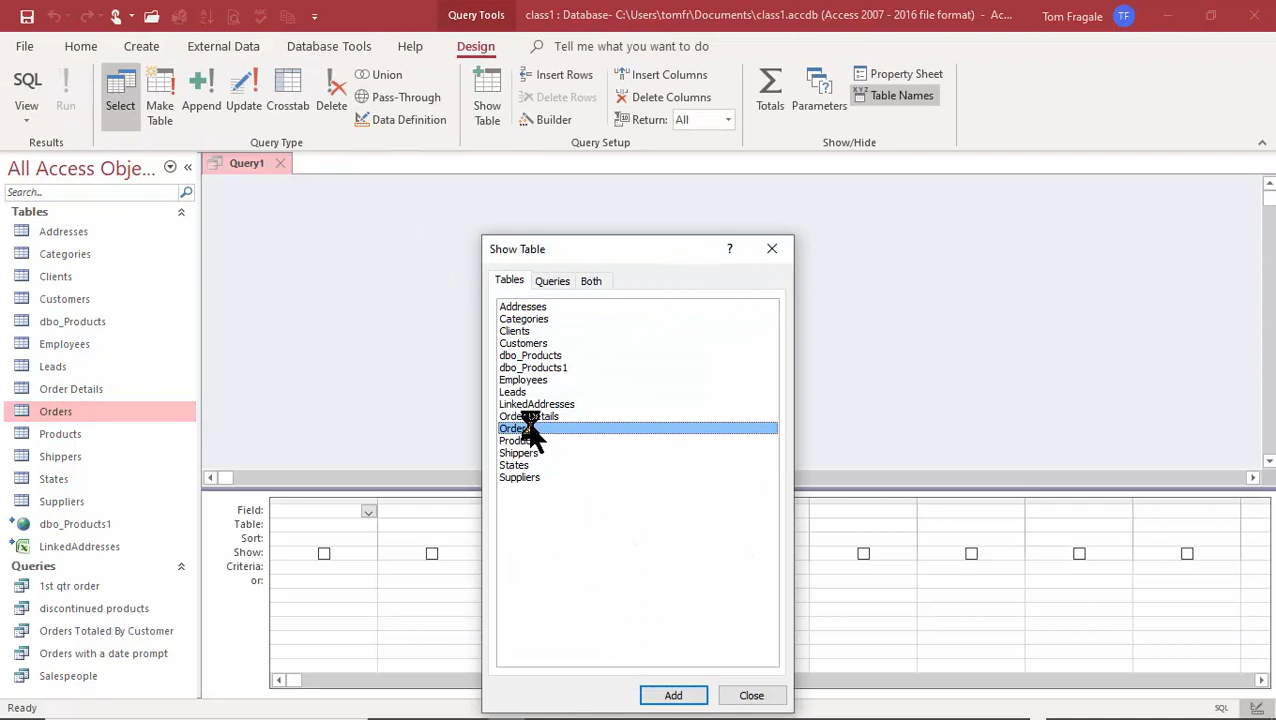 Query Tools
class1 : Database- C:\Users\tomfr\Documents\class1.accdb (Access 2007 - 2016 file format) - Ac...
Tom Fragale
TF
File
Home
Create
External Data
Database Tools
Help
Design
Tell me what you want to do
SQL
View
Run
Select
Make Table
Append
Update
Crosstab
Delete
Union
Pass-Through
Data Definition
Show Table
Insert Rows
Delete Rows
Builder
Insert Columns
Delete Columns
Return:
All
Totals
Parameters
Property Sheet
XYZ
Table Names
Results
Query Type
Query Setup
Show/Hide
All Access Obje...
Search...
Tables
Addresses
Categories
Clients
Customers
dbo_Products
Employees
Leads
Order Details
Orders
Products
Shippers
States
Suppliers
dbo_Products1
LinkedAddresses
Queries
1st qtr order
discontinued products
Orders Totaled By Customer
Orders with a date prompt
Salespeople
Query1
Show Table
?
Tables
Queries
Both
Addresses
Categories
Clients
Customers
dbo_Products
dbo_Products1
Employees
Leads
LinkedAddresses
Order Details
Orders
Products
Shippers
States
Suppliers
Add
Close
Field:
Table:
Sort:
Show:
Criteria:
or:
Ready
SQL